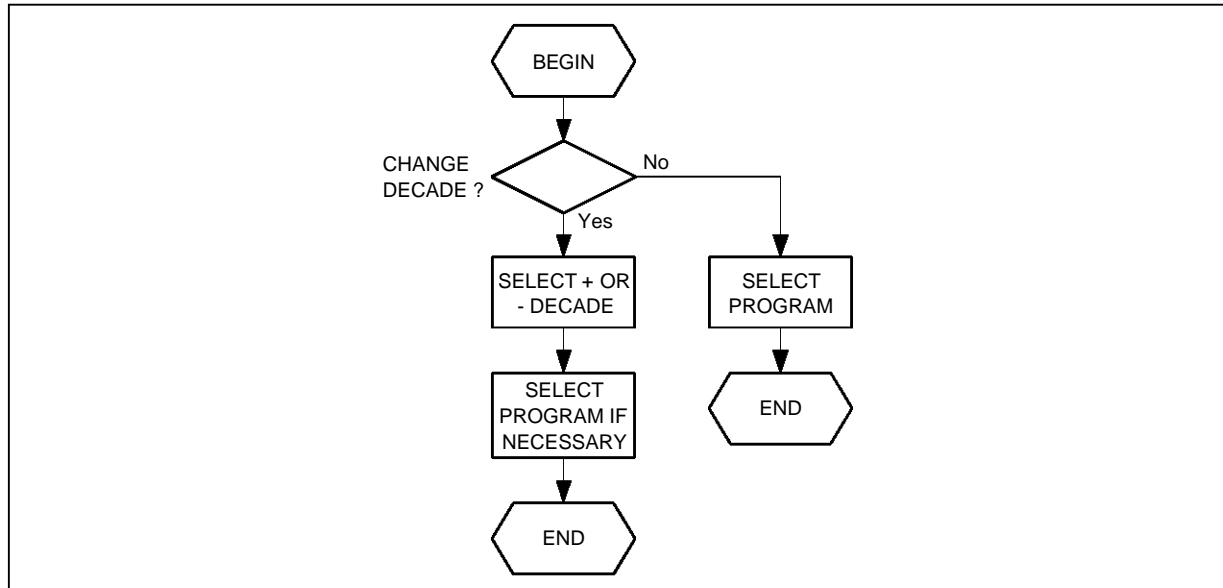 BEGIN
CHANGE
DECADE ?
No
Yes
SELECT + OR
- DECADE
SELECT
PROGRAM
SELECT
PROGRAM IF
NECESSARY
END
END